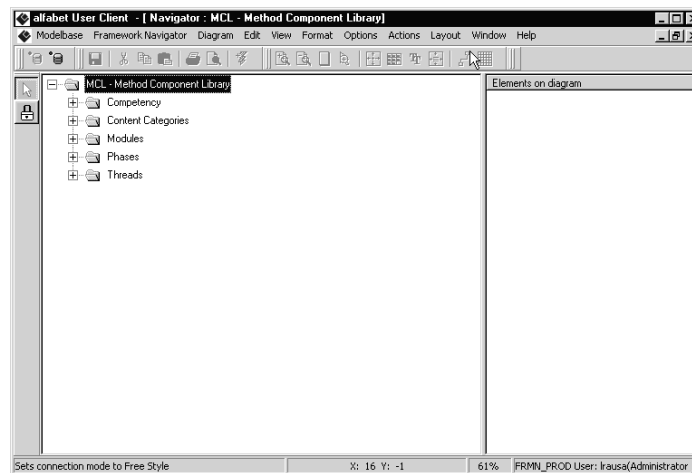 alfabet User Client - [ Navigator : MCL - Method Component Library]
Modelbase Framework Navigator Diagram Edit View Format Options Actions Layout Window Help
MCL - Method Component Library
Elements on diagram
Competency
Content Categories
Modules
Phases
Threads
Sets connection mode to Free Style X: 16 Y: -1 61% FRMN_PROD User: lrausa(Administrator